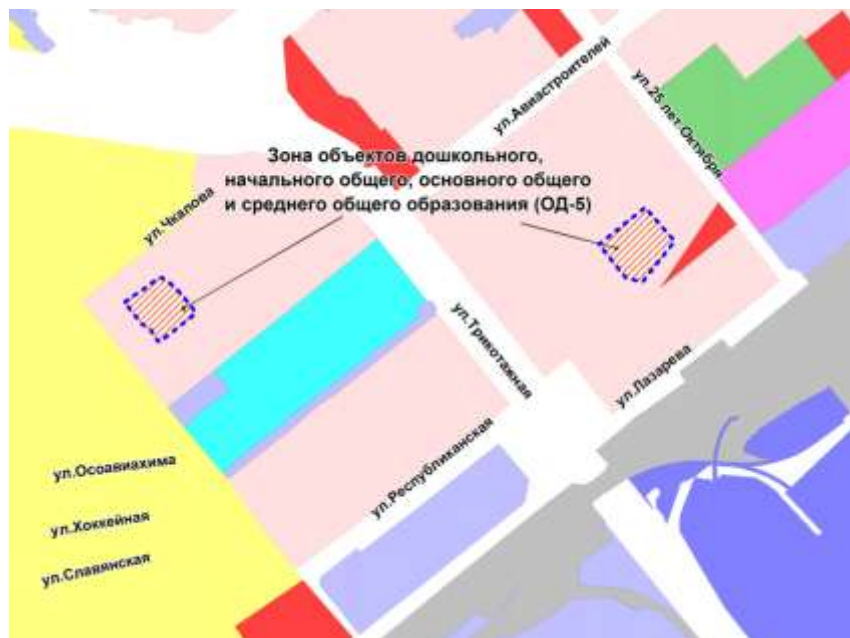 ул.Авиастроителей
ул.25 лет Октября
Зона объектов дошкольного,
начального общего, основного общего
и среднего общего образования (ОД-5)
ул.Чкалова
ул.Трикотажная
ул.Лазарева
ул.Республиканская
ул.Осоавиахима
ул.Хоккейная
ул.Славянская